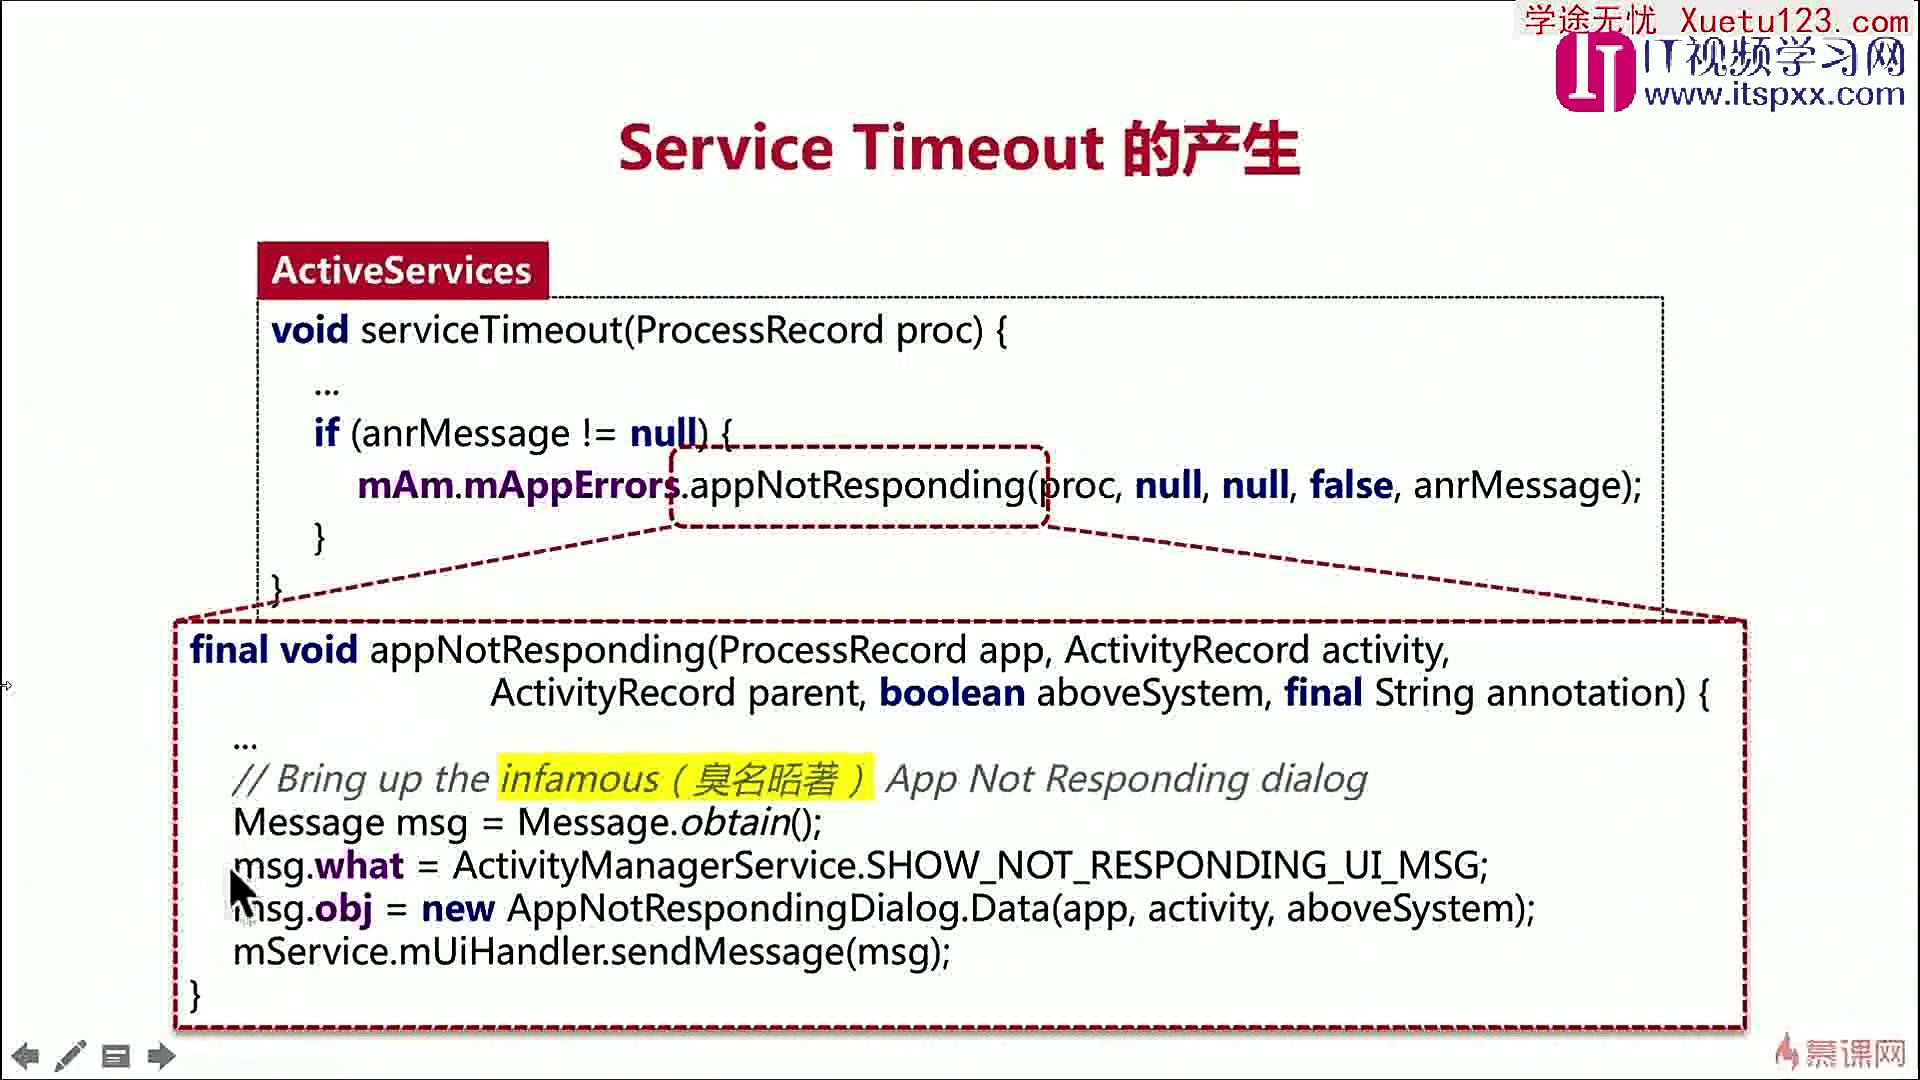 学途无忧 Xuetu123.com
IT视频学习网
www.itspxx.com
Service Timeout 的产生
ActiveServices
void serviceTimeout(ProcessRecord proc) {
...
if (anrMessage != null) {
mAm.mAppErrors.appNotResponding(proc, null, null, false, anrMessage);
}
}
final void appNotResponding(ProcessRecord app, ActivityRecord activity,
ActivityRecord parent, boolean aboveSystem, final String annotation) {
...
// Bring up the infamous（臭名昭著） App Not Responding dialog
Message msg = Message.obtain();
msg.what = ActivityManagerService.SHOW_NOT_RESPONDING_UI_MSG;
msg.obj = new AppNotRespondingDialog.Data(app, activity, aboveSystem);
mService.mUiHandler.sendMessage(msg);
}
慕课网